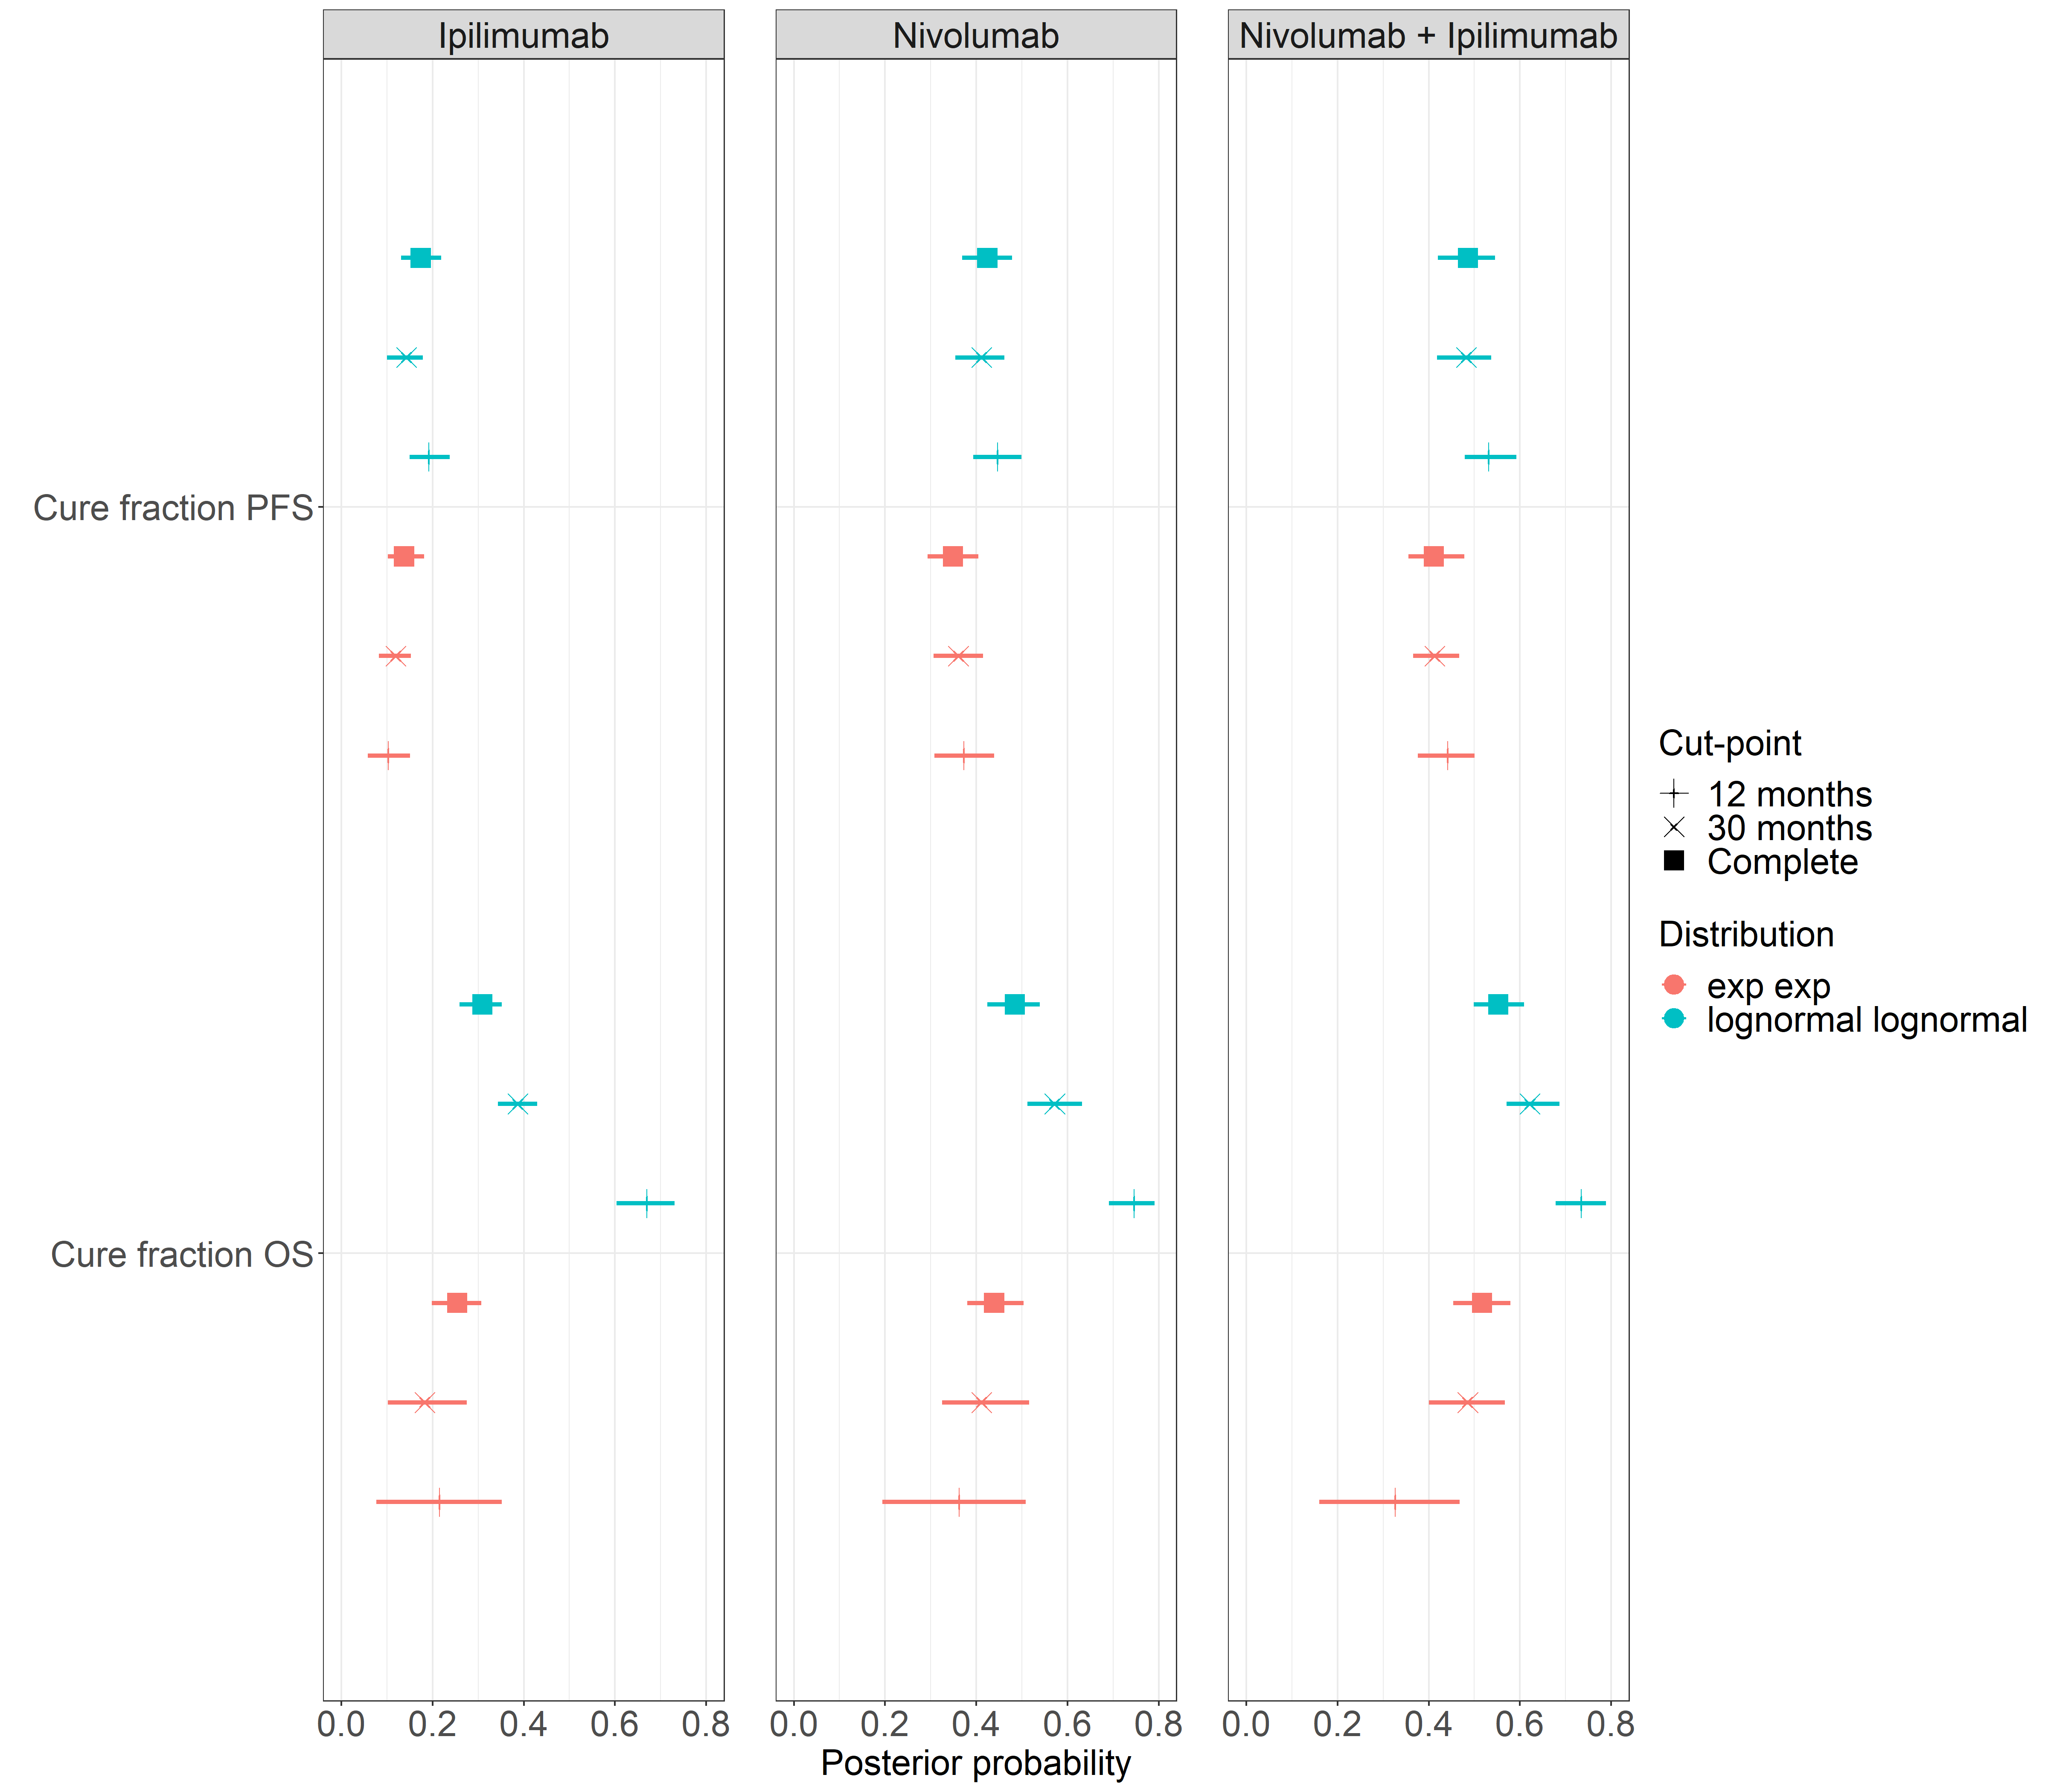 Ipilimumab
Nivolumab
Nivolumab + Ipilimumab
Cure fraction PFS
Cure fraction OS
Cut-point
12 months
30 months
Complete
Distribution
exp exp
lognormal lognormal
0.0 0.2 0.4 0.6 0.8
0.0 0.2 0.4 0.6 0.8
0.0 0.2 0.4 0.6 0.8
Posterior probability